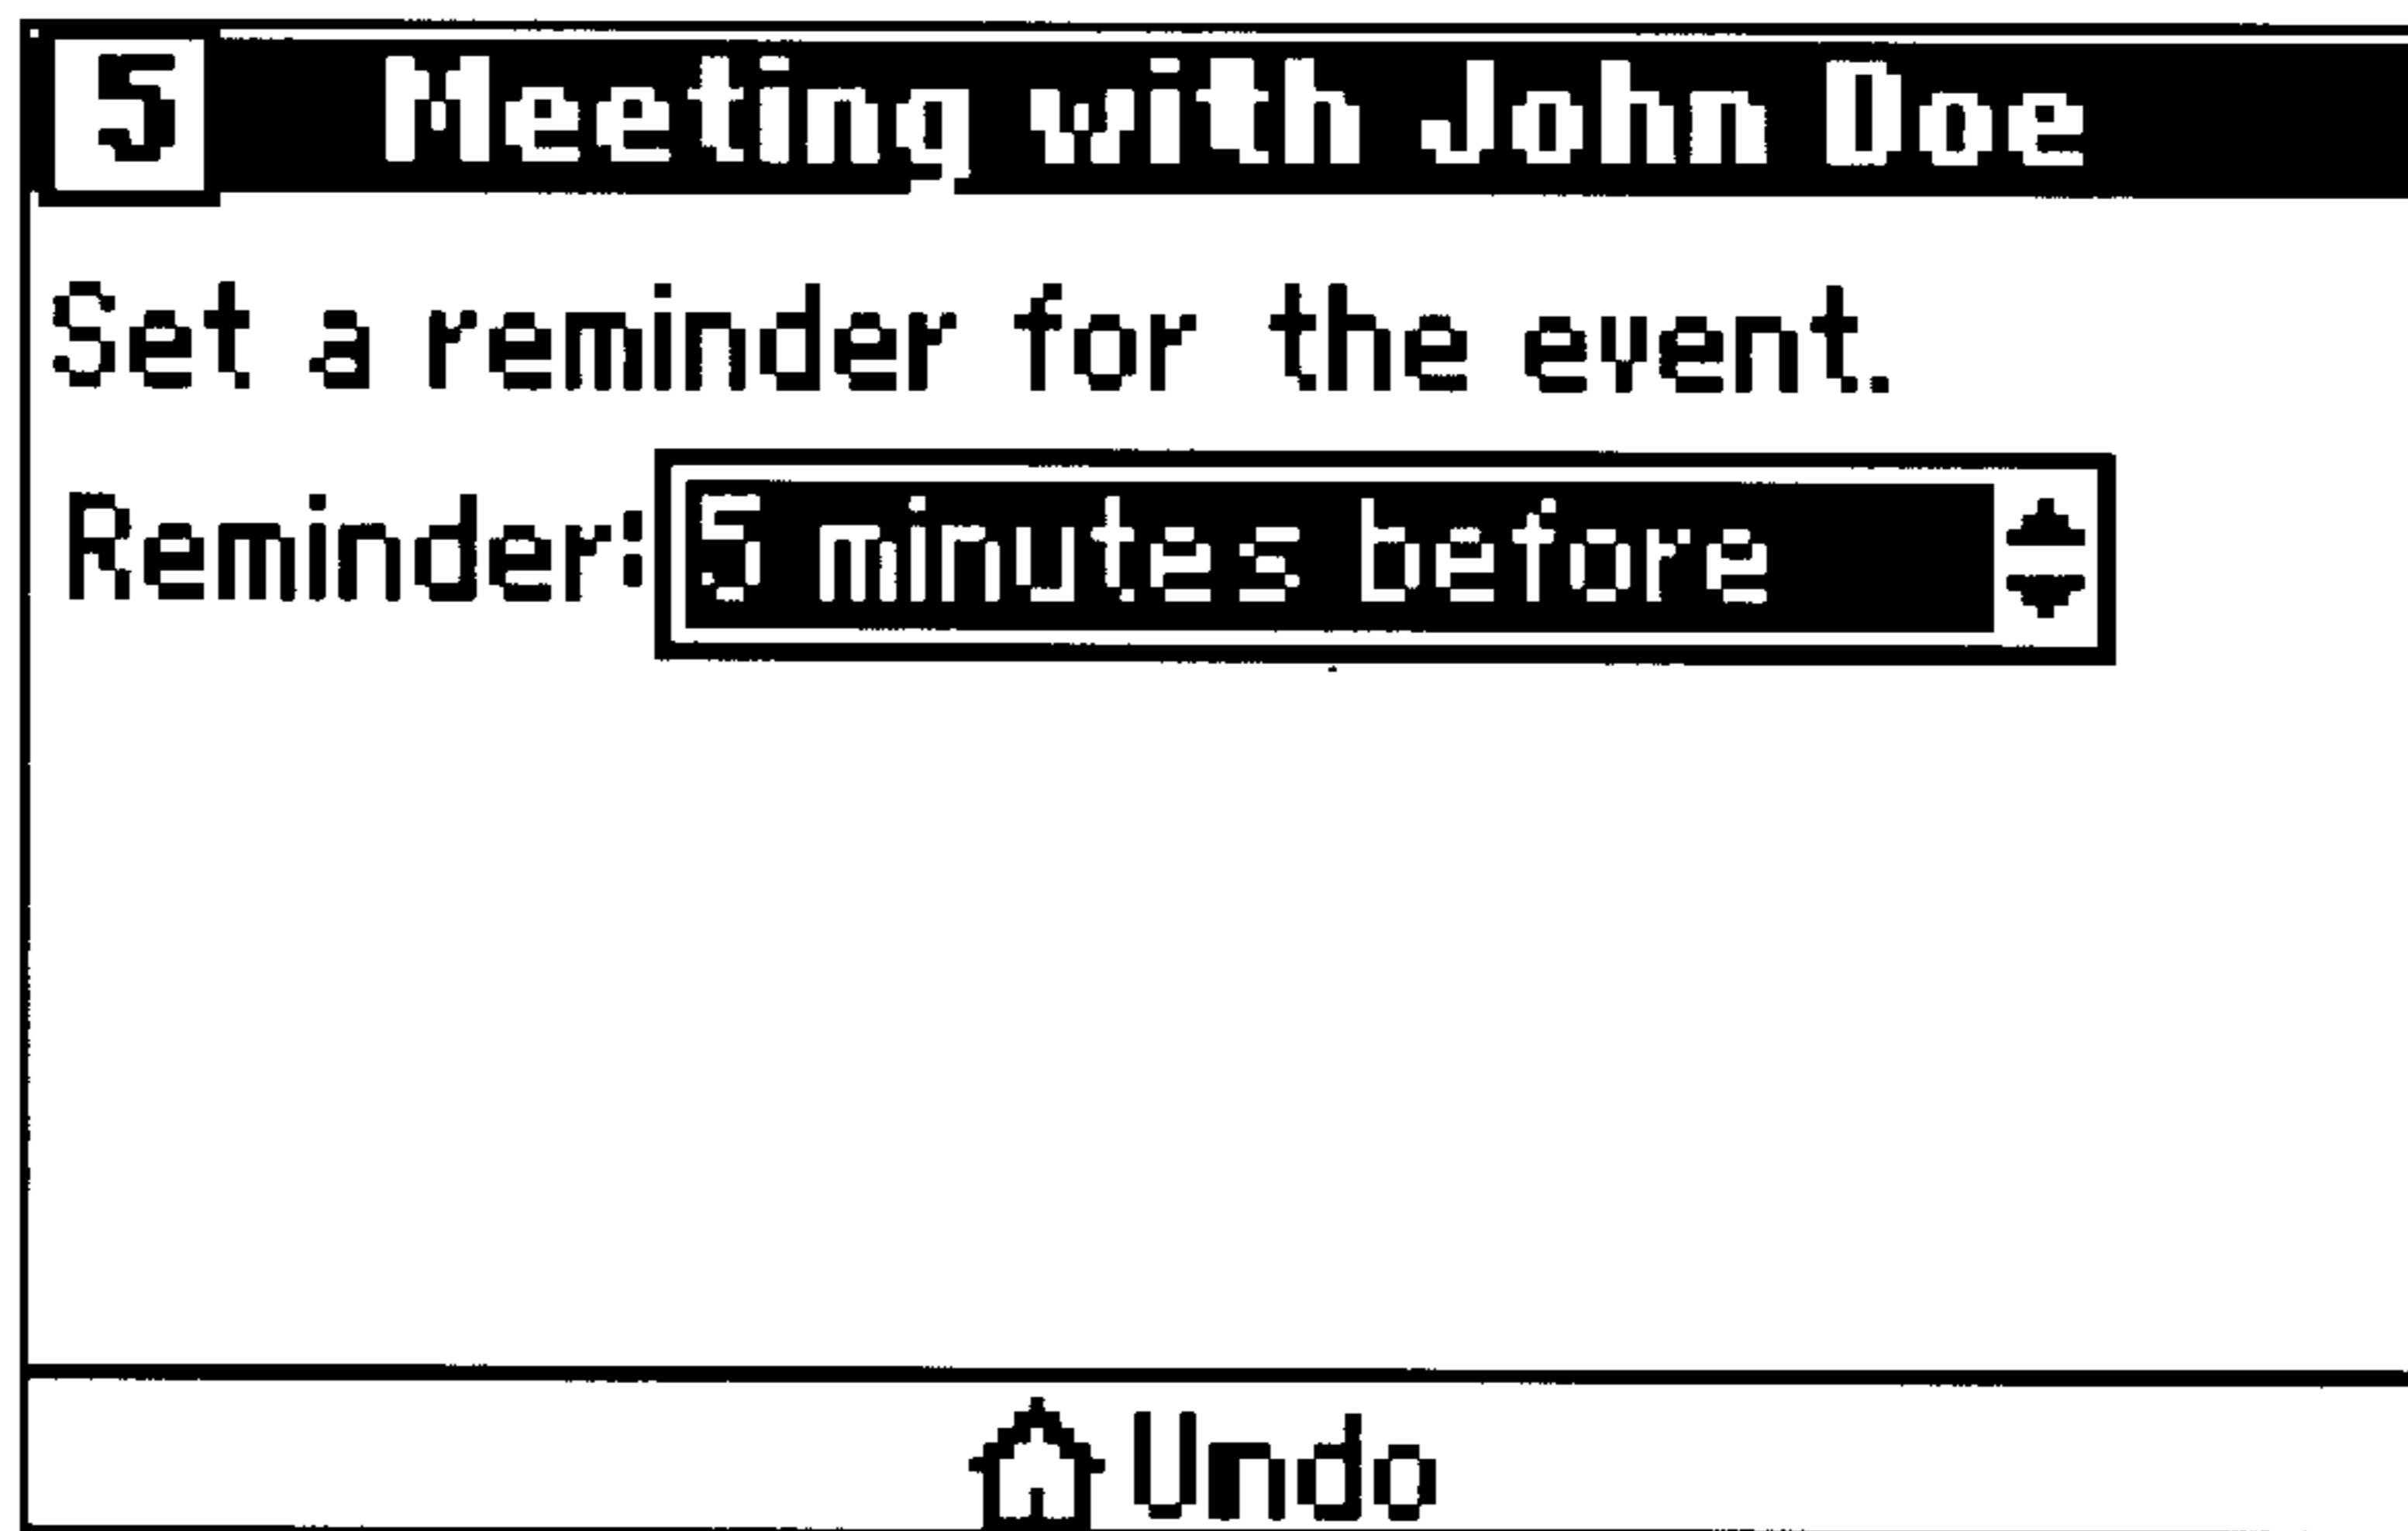 5 Meeting with John Doe
Set a reminder for the event.
Reminder: 5 minutes before
Undo